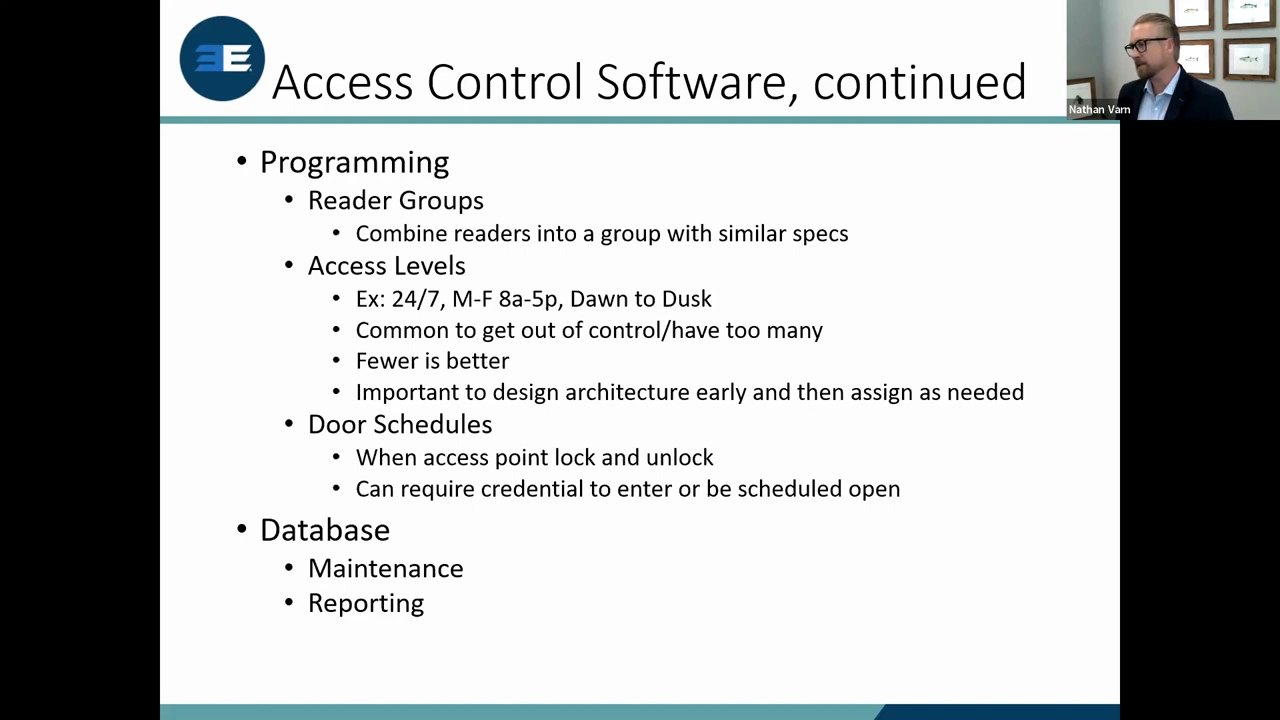 Access Control Software, continued
Nathan Varn
• Programming
• Reader Groups
• Combine readers into a group with similar specs
• Access Levels
• Ex: 24/7, M-F 8a-5p, Dawn to Dusk
• Common to get out of control/have too many
• Fewer is better
• Important to design architecture early and then assign as needed
• Door Schedules
• When access point lock and unlock
• Can require credential to enter or be scheduled open
• Database
• Maintenance
• Reporting